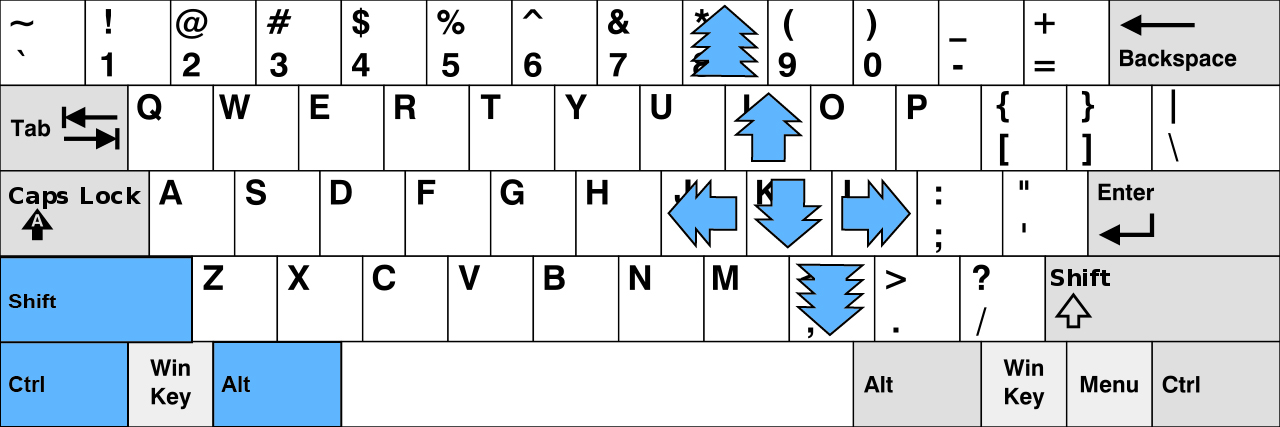 ~ ! @ # $ % ^ & * ( ) _ +
` 1 2 3 4 5 6 7 9 0 - =
Backspace
Tab Q W E R T Y U O P { } |
[ ] \
Caps Lock A S D F G H J K L : " Enter
A ; '
Shift Z X C V B N M > ? Shift
, . /
Ctrl Win Key Alt Alt Win Key Menu Ctrl